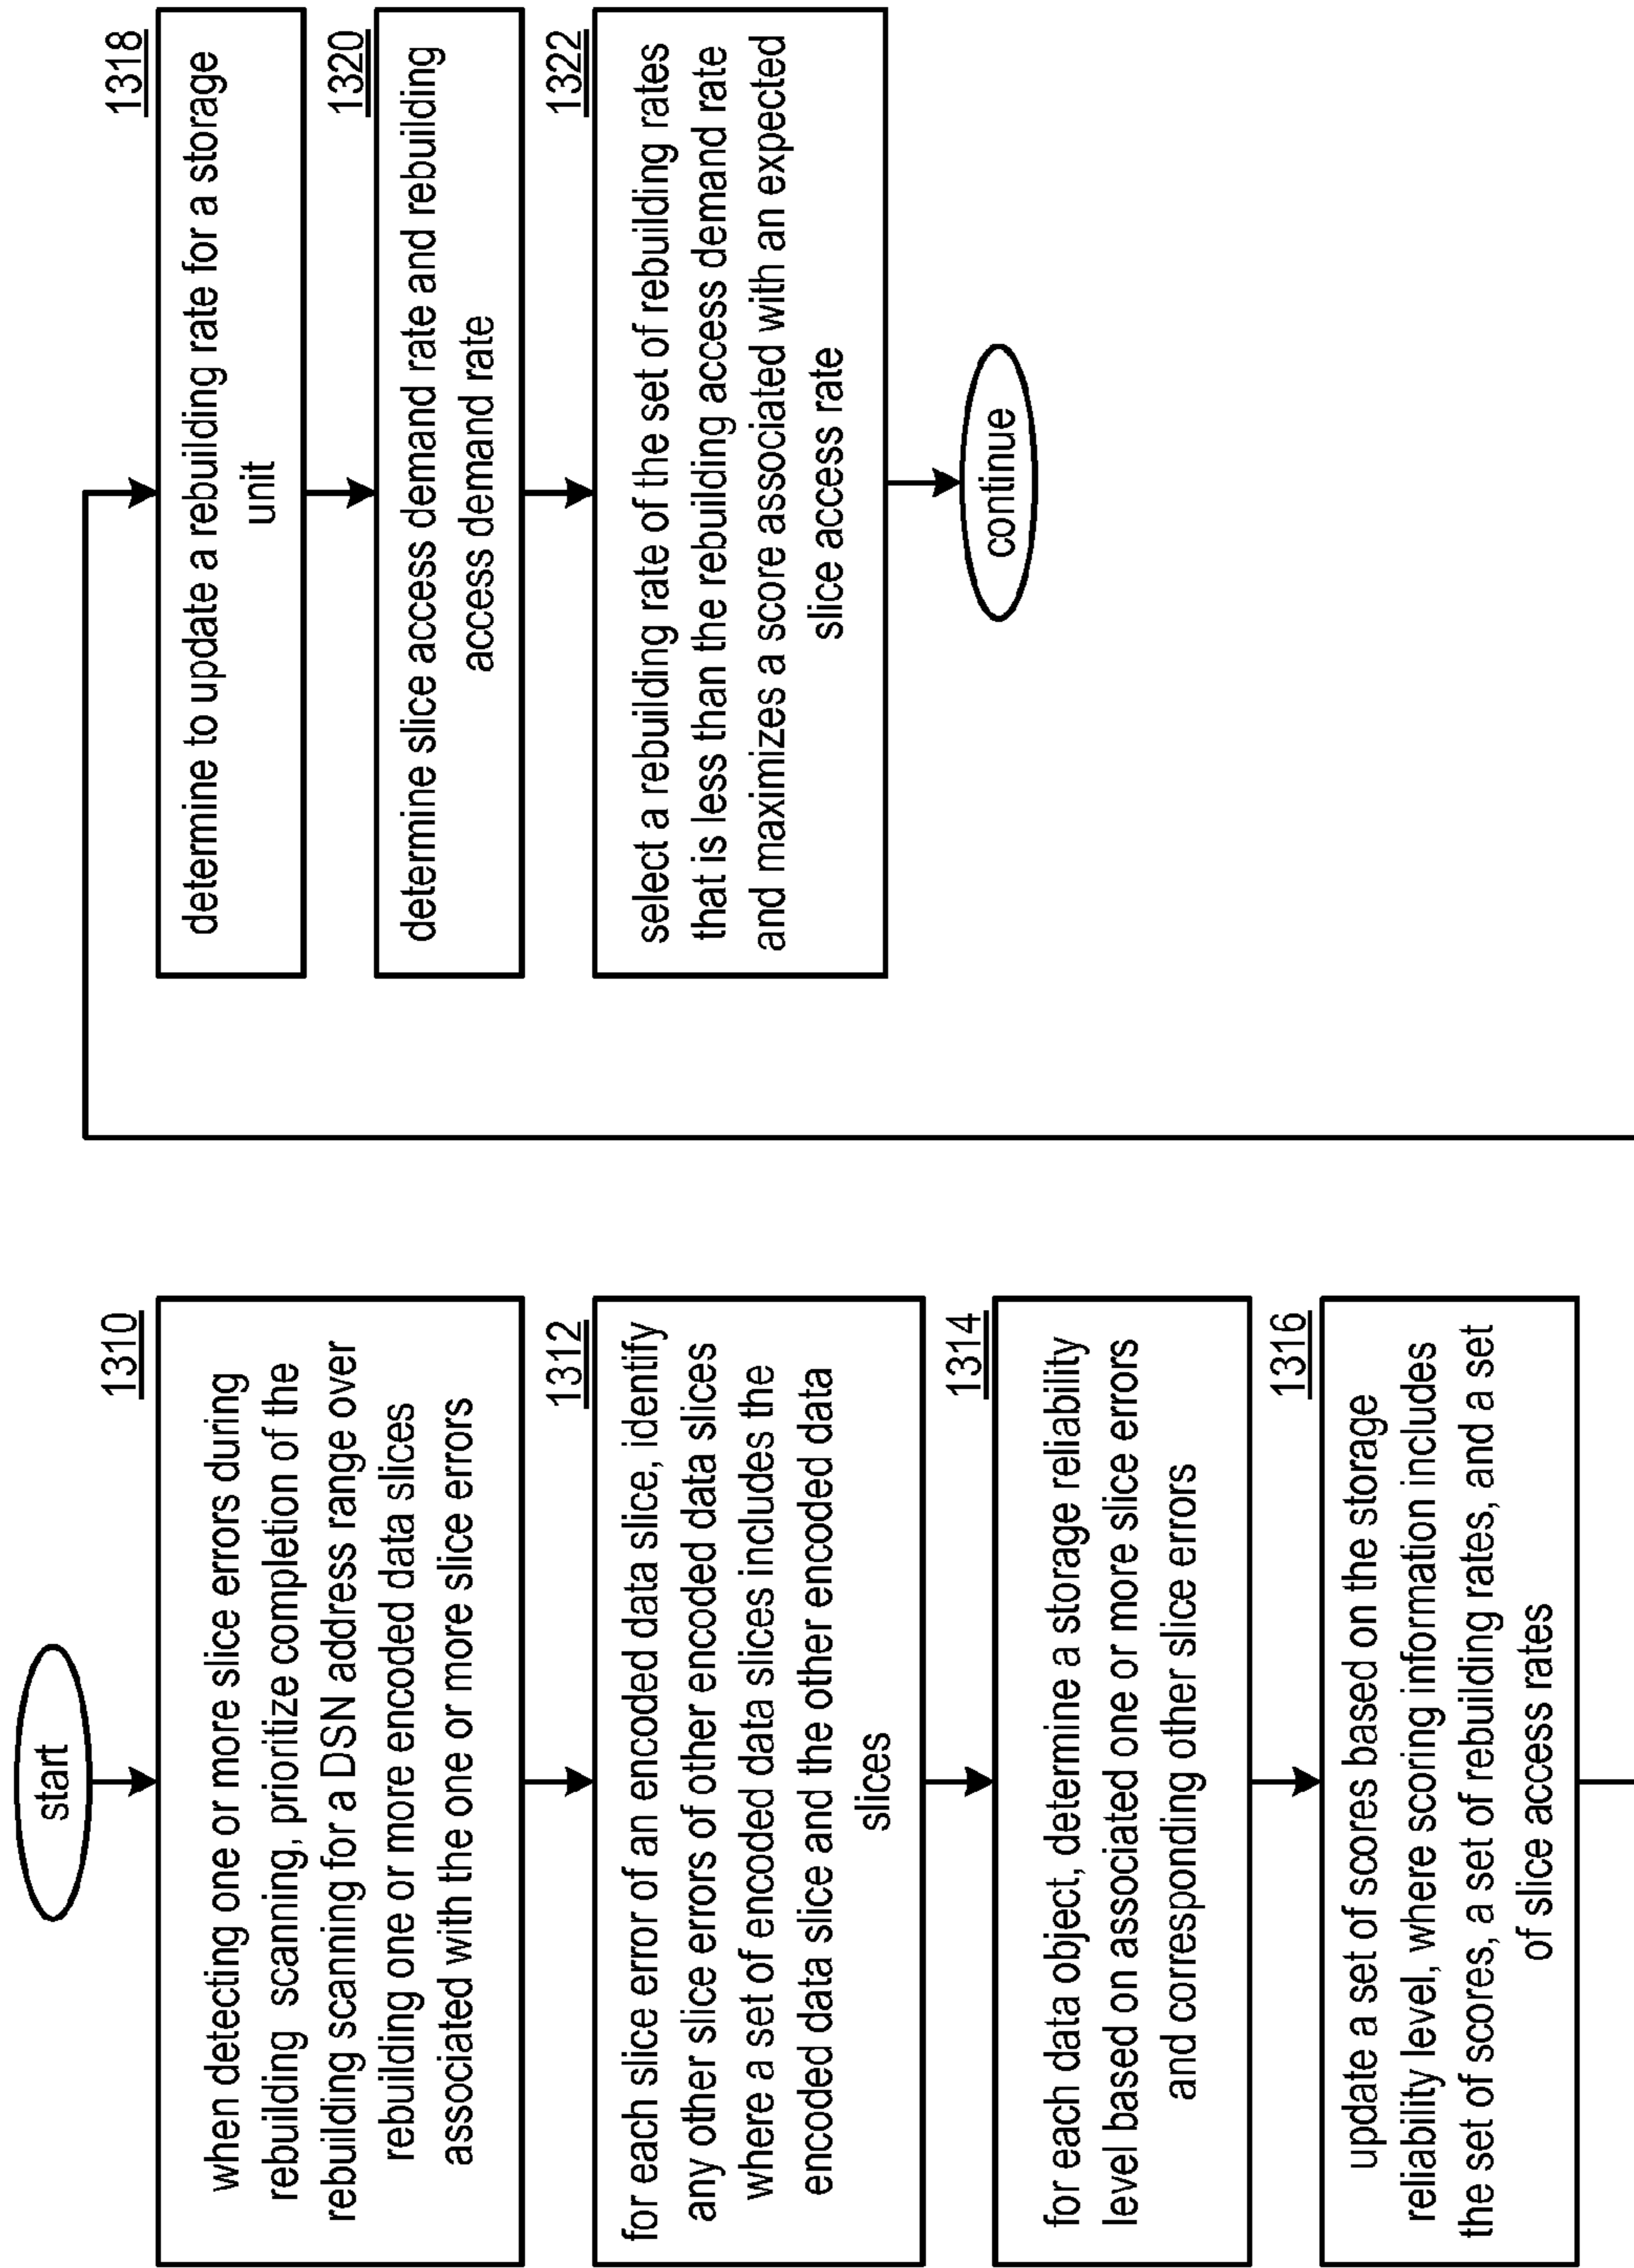 start
1310
when detecting one or more slice errors during
rebuilding scanning, prioritize completion of the
rebuilding scanning for a DSN address range over
rebuilding one or more encoded data slices
associated with the one or more slice errors
1312
for each slice error of an encoded data slice, identify
any other slice errors of other encoded data slices
where a set of encoded data slices includes the
encoded data slice and the other encoded data
slices
1314
for each data object, determine a storage reliability
level based on associated one or more slice errors
and corresponding other slice errors
1316
update a set of scores based on the storage
reliability level, where scoring information includes
the set of scores, a set of rebuilding rates, and a set
of slice access rates
1318
determine to update a rebuilding rate for a storage
unit
1320
determine slice access demand rate and rebuilding
access demand rate
1322
select a rebuilding rate of the set of rebuilding rates
that is less than the rebuilding access demand rate
and maximizes a score associated with an expected
slice access rate
continue